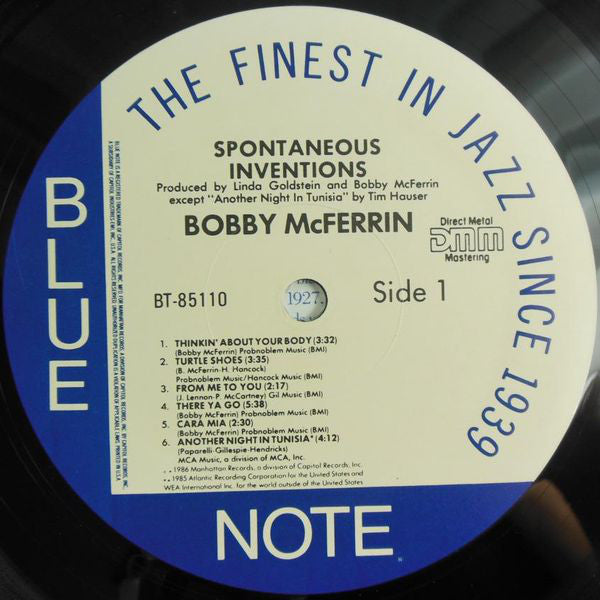 THE FINEST IN JAZZ SINCE 1939
SPONTANEOUS
INVENTIONS
Produced by Linda Goldstein and Bobby McFerrin
except "Another Night In Tunisia" by Tim Hauser
BOBBY McFERRIN
Direct Metal
DMM
Mastering
BT-85110
1927.
Side 1
1. THINKIN' ABOUT YOUR BODY (3:32)
(Bobby McFerrin) Probnoblem Music (BMI)
2. TURTLE SHOES (3:35)
(B. McFerrin-H. Hancock)
Probnoblem Music/Hancock Music (BMI)
3. FROM ME TO YOU (2:17)
(J. Lennon-P. McCartney) Gil Music (BMI)
4. THERE YA GO (5:38)
(Bobby McFerrin) Probnoblem Music (BMI)
5. CARA MIA (2:30)
(Bobby McFerrin) Probnoblem Music (BMI)
6. ANOTHER NIGHT IN TUNISIA* (4:12)
(Paparelli-Gillespie-Hendricks)
MCA Music, a division of MCA, Inc.
1986 Manhattan Records, a division of Capitol Records, Inc.
1985 Atlantic Recording Corporation for the United States and
WEA International Inc. for the world outside of the United States
BLUE
NOTE